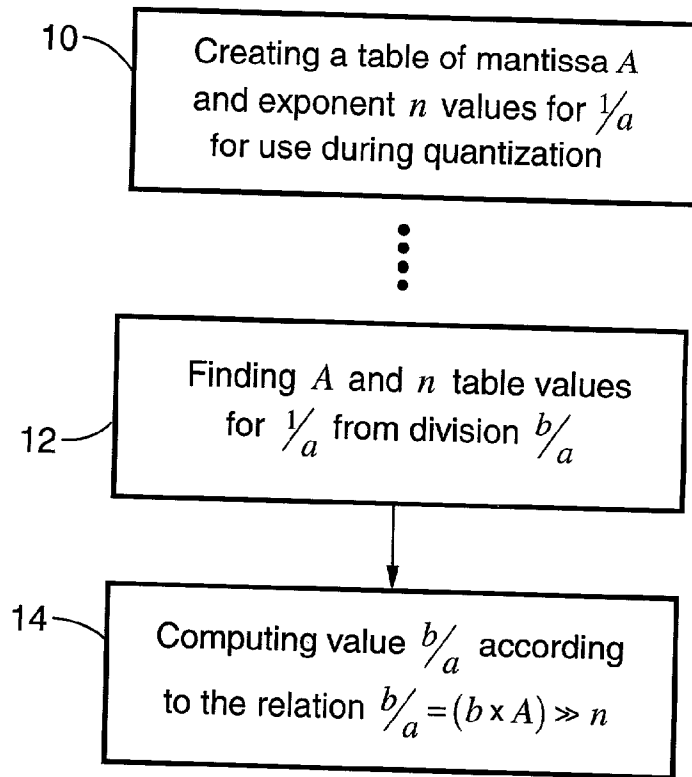 10
Creating a table of mantissa A
and exponent n values for 1/a
for use during quantization
12
Finding A and n table values
for 1/a from division b/a
14
Computing value b/a according
to the relation b/a = (b x A) ≫ n